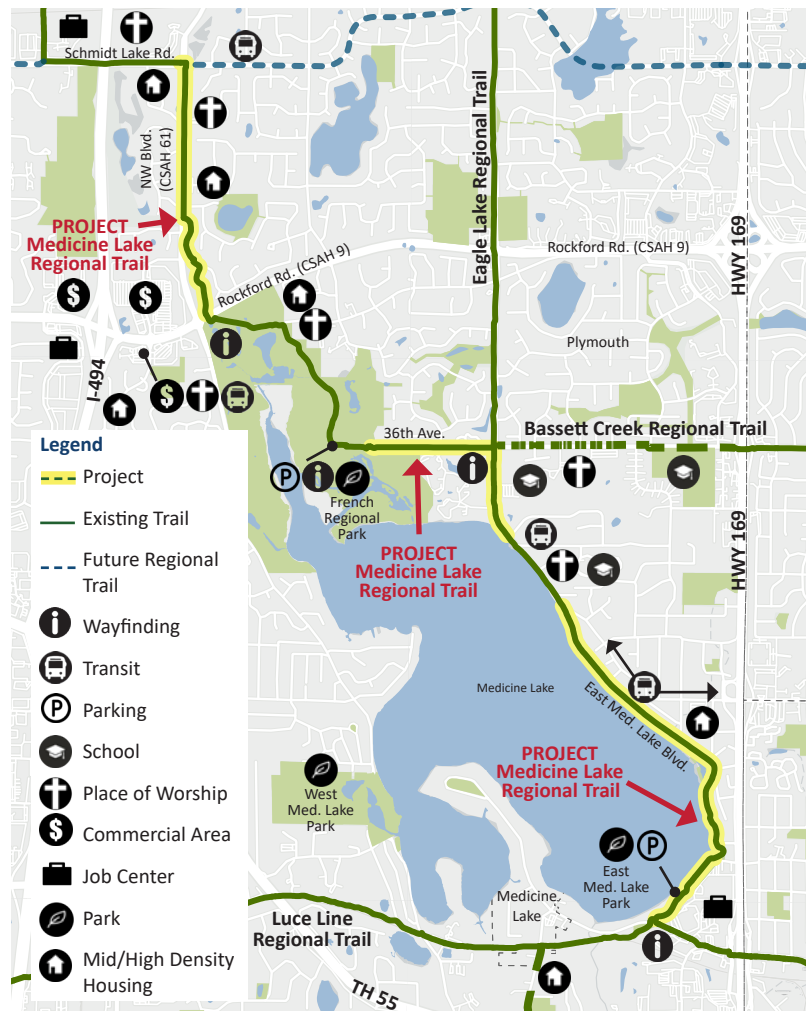 Schmidt Lake Rd.
NW Blvd.
(CSAH 61)
PROJECT
Medicine Lake
Regional Trail
Eagle Lake Regional Trail
HWY 169
Rockford Rd. (CSAH 9)
Rockford Rd. (CSAH 9)
Plymouth
I-494
36th Ave.
Bassett Creek Regional Trail
P
French
Regional
Park
PROJECT
Medicine Lake
Regional Trail
HWY 169
Legend
Project
Existing Trail
Future Regional
Trail
Wayfinding
Transit
P
Parking
School
Place of Worship
$
Commercial Area
Job Center
Park
Mid/High Density
Housing
$
$
$
i
i
i
i
i
Medicine Lake
East Med. Lake Blvd.
PROJECT
Medicine Lake
Regional Trail
West
Med. Lake
Park
P
East
Med. Lake
Park
Medicine
Lake
Luce Line
Regional Trail
TH 55